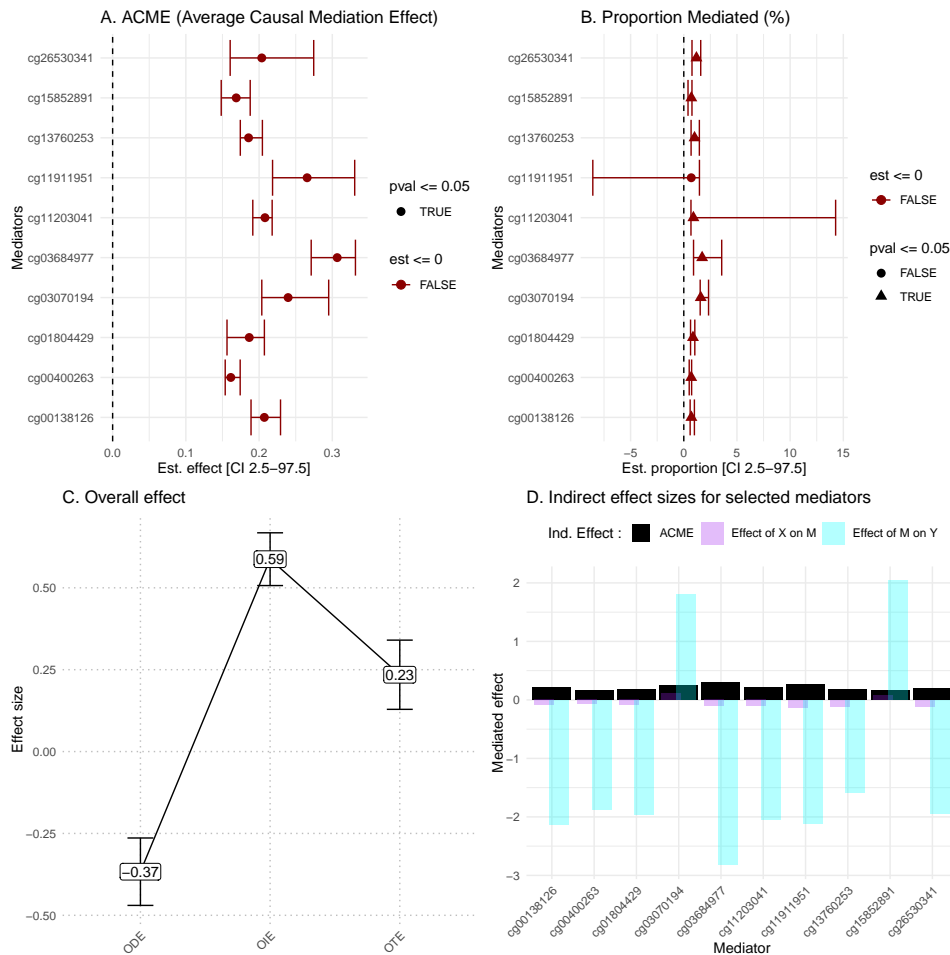 A. ACME (Average Causal Mediation Effect)
Mediators
cg26530341
cg15852891
cg13760253
cg11911951
cg11203041
cg03684977
cg03070194
cg01804429
cg00400263
cg00138126
0.0
0.1
0.2
0.3
Est. effect [CI 2.5−97.5]
pval <= 0.05
TRUE
est <= 0
FALSE
B. Proportion Mediated (%)
Mediators
cg26530341
cg15852891
cg13760253
cg11911951
cg11203041
cg03684977
cg03070194
cg01804429
cg00400263
cg00138126
−5
0
5
10
15
Est. proportion [CI 2.5−97.5]
est <= 0
FALSE
pval <= 0.05
FALSE
TRUE
C. Overall effect
Effect size
0.50
0.25
0.00
−0.25
−0.50
−0.37
0.59
0.23
ODE
OIE
OTE
D. Indirect effect sizes for selected mediators
Ind. Effect :
ACME
Effect of X on M
Effect of M on Y
Mediated effect
2
1
0
−1
−2
−3
cg00138126
cg00400263
cg01804429
cg03070194
cg03684977
cg11203041
cg11911951
cg13760253
cg15852891
cg26530341
Mediator